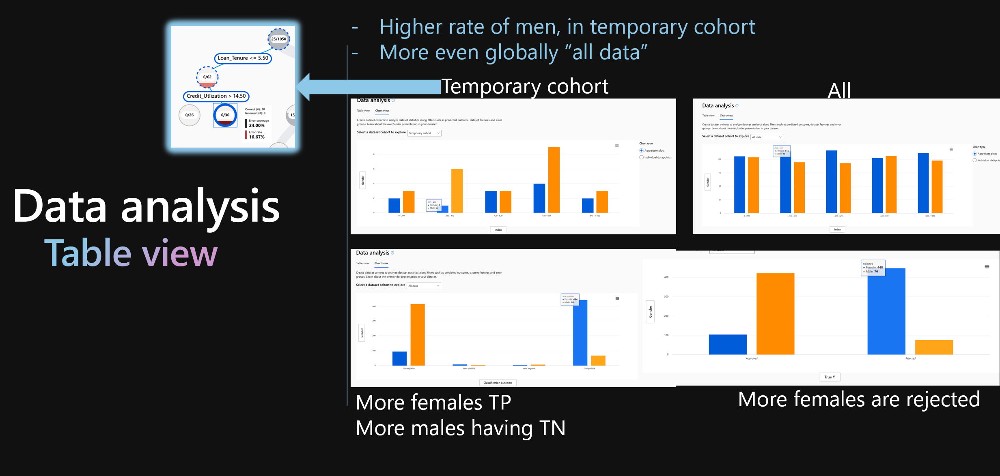 25/1050
Loan_Tenure <= 5.50
6/62
Credit_Utlization > 14.50
0/26
6/36
15,
Correct (#): 30
Incorrect (#): 6
Error coverage
24.00%
Error rate
16.67%
Data analysis
Table view
- Higher rate of men, in temporary cohort
- More even globally “all data”
Temporary cohort
Data analysis
Table view Chart view
Create dataset cohorts to analyze dataset statistics along filters such as predicted outcome, dataset features and error
groups. Learn about the over/under presentation in your dataset.
Select a dataset cohort to explore Temporary cohort
Chart type
Aggregate plots
Individual datapoints
8
6
4
2
0
Gender
210 - 419
Female: 1
Male: 6
0 - 209 210 - 419 420 - 629 630 - 839 840 - 1 050
Index
All
Data analysis
Table view Chart view
Create dataset cohorts to analyze dataset statistics along filters such as predicted outcome, dataset features and error
groups. Learn about the over/under presentation in your dataset.
Select a dataset cohort to explore All data
Chart type
Aggregate plots
Individual datapoin
210 - 419
Female: 115
Male: 95
100
75
50
25
0
Gender
0 - 209 210 - 419 420 - 629 630 - 839 840 - 1 050
Index
Data analysis
Table view Chart view
Create dataset cohorts to analyze dataset statistics along filters such as predicted outcome, dataset features and error
groups. Learn about the over/under presentation in your dataset.
Select a dataset cohort to explore All data
True positive
Female: 444
Male: 68
400
300
200
100
0
Gender
True negative False positive False negative True positive
Classification outcome
More females TP
More males having TN
Rejected
Female: 448
Male: 76
400
300
200
100
0
Gender
Approved Rejected
True Y
More females are rejected